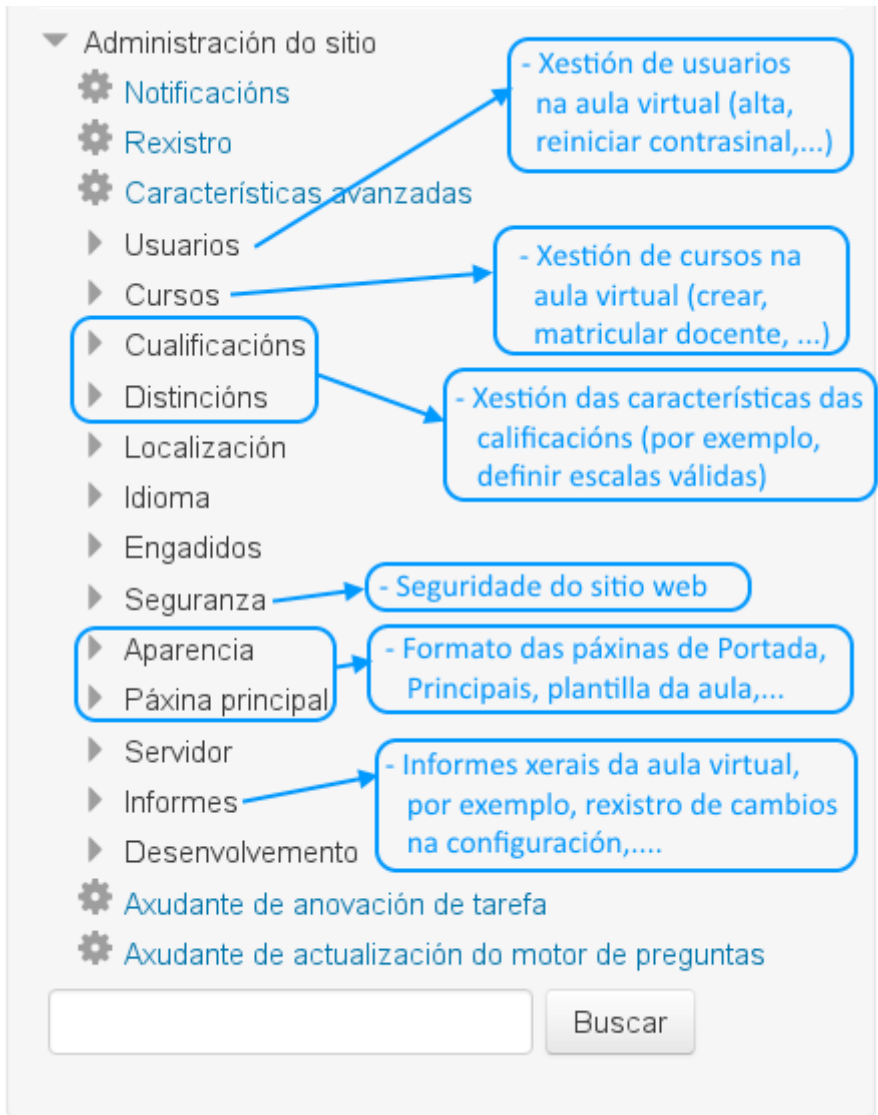 Administración do sitio
Notificacións
Rexistro
Características avanzadas
Usuarios
Cursos
Cualificacións
Distincións
Localización
Idioma
Engadidos
Seguranza
Aparencia
Páxina principal
Servidor
Informes
Desenvolvemento
Axudante de anovación de tarefa
Axudante de actualización do motor de preguntas
Buscar
- Xestión de usuarios
na aula virtual (alta,
reiniciar contrasinal,...)
- Xestión de cursos na
aula virtual (crear,
matricular docente, ...)
- Xestión das características das
calificacións (por exemplo,
definir escalas válidas)
- Seguridade do sitio web
- Formato das páxinas de Portada,
Principais, plantilla da aula,...
- Informes xerais da aula virtual,
por exemplo, rexistro de cambios
na configuración,....